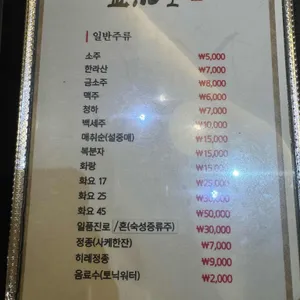 일반주류
소주 ₩5,000
한라산 ₩7,000
금소주 ₩8,000
맥주 ₩6,000
청하 ₩7,000
백세주 ₩10,000
매취순(설중매) ₩15,000
복분자 ₩15,000
화랑 ₩15,000
화요 17
화요 25
화요 45 ₩50,000
일품진로/혼(숙성증류주) ₩30,000
정종(사케한잔) ₩7,000
히레정종 ₩9,000
음료수(토닉워터) ₩2,000